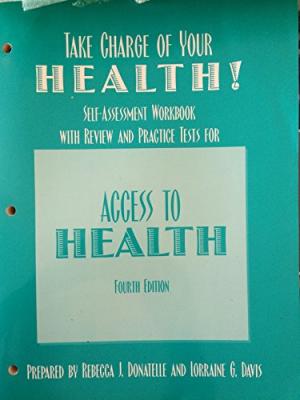 TAKE CHARGE OF YOUR
HEALTH!
SELF-ASSESSMENT WORKBOOK
WITH REVIEW AND PRACTICE TESTS FOR
ACCESS TO
HEALTH
FOURTH EDITION
PREPARED BY REBECCA J. DONATELLE AND LORRAINE G. DAVIS